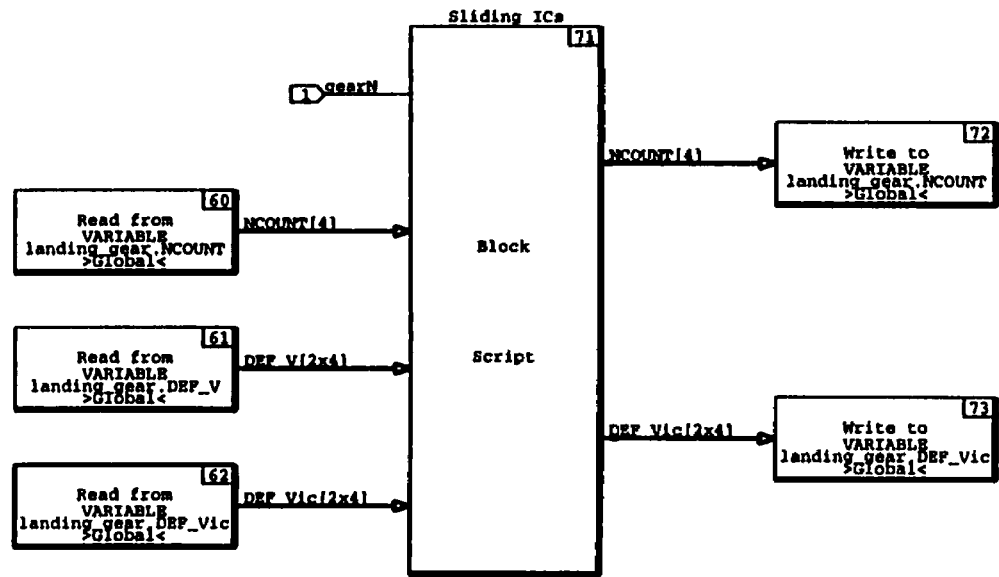 Sliding ICs
71
1 gearN
NCOUNT[4]
72
Write to
VARIABLE
landing_gear.NCOUNT
>Global<
60
Read from
VARIABLE
landing_gear.NCOUNT
>Global<
NCOUNT[4]
Block
61
Read from
VARIABLE
landing_gear.DEF_V
>Global<
DEF_V[2x4]
Script
73
Write to
VARIABLE
landing_gear.DEF_Vic
>Global<
DEF_Vic[2x4]
62
Read from
VARIABLE
landing_gear.DEF_Vic
>Global<
DEF_Vic[2x4]